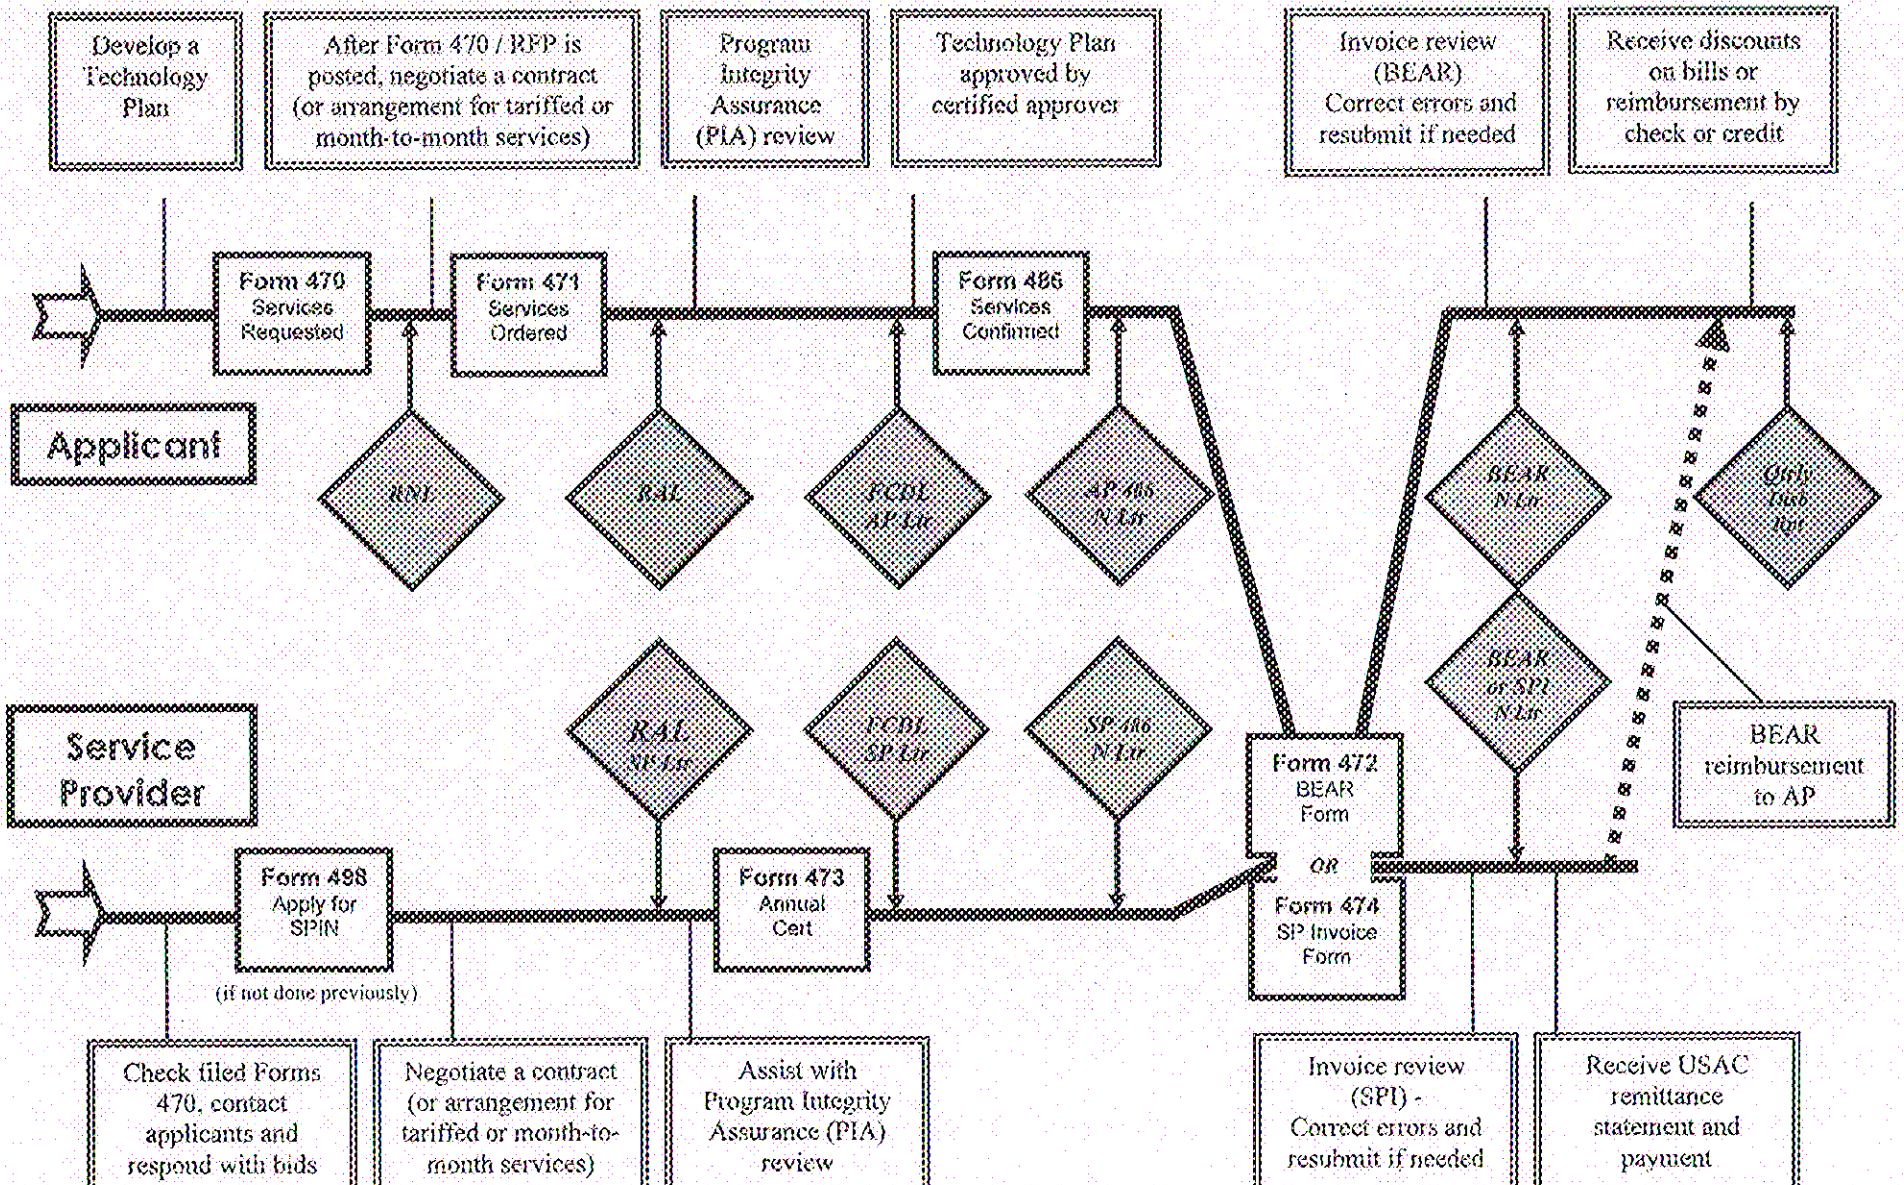 Develop a
Technology
Plan
After Form 470 / RFP is
posted, negotiate a contract
(or arrangement for tariffed or
month-to-month services)
Program
Integrity
Assurance
(PIA) review
Technology Plan
approved by
certified approver
Invoice review
(BEAR)
Correct errors and
resubmit if needed
Receive discounts
on bills or
reimbursement by
check or credit
Form 470
Services
Requested
Form 471
Services
Ordered
Form 486
Services
Confirmed
Applicant
RNL
RAL
FCDL
AP Ltr
AP 486
N Ltr
BEAR
N Ltr
Qtrly
Disb
Rpt
Service
Provider
RAL
SP Ltr
FCDL
SP Ltr
SP 486
N Ltr
BEAR
or SPI
N Ltr
BEAR
reimbursement
to AP
Form 472
BEAR
Form
OR
Form 474
SP Invoice
Form
Form 498
Apply for
SPIN
(if not done previously)
Form 473
Annual
Cert
Check filed Forms
470, contact
applicants and
respond with bids
Negotiate a contract
(or arrangement for
tariffed or month-to-
month services)
Assist with
Program Integrity
Assurance (PIA)
review
Invoice review
(SPI) -
Correct errors and
resubmit if needed
Receive USAC
remittance
statement and
payment